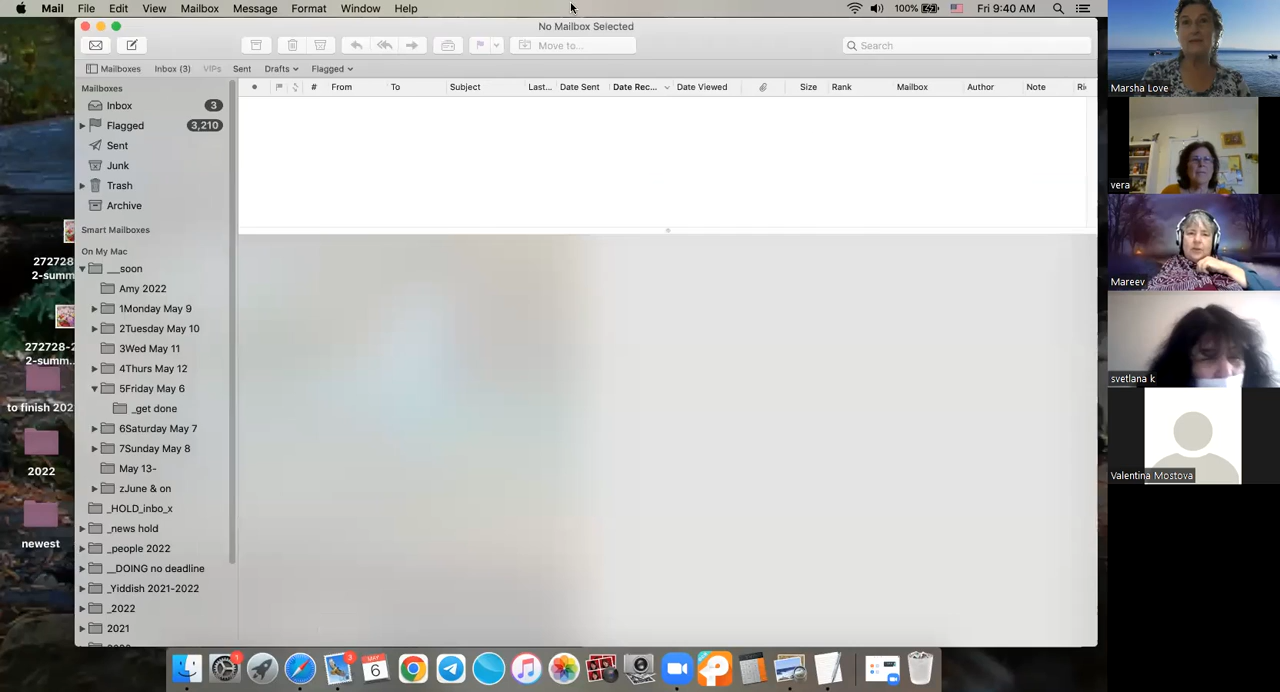 Mail File Edit View Mailbox Message Format Window Help 100% Fri 9:40 AM
No Mailbox Selected
Move to...
Search
Mailboxes Inbox (3) VIPs Sent Drafts Flagged
Mailboxes
# From To Subject Last... Date Sent Date Rec... Date Viewed Size Rank Mailbox Author Note Ri
Inbox 3
Flagged 3,210
Sent
Junk
Trash
Archive
Smart Mailboxes
On My Mac
__soon
Amy 2022
1Monday May 9
2Tuesday May 10
3Wed May 11
4Thurs May 12
5Friday May 6
_get done
6Saturday May 7
7Sunday May 8
May 13-
zJune & on
_HOLD_inbo_x
_news hold
_people 2022
__DOING no deadline
_Yiddish 2021-2022
_2022
2021
272728
2-summ
272728-2
2-summ..
to finish 202
2022
newest
1
3
MAY
6
Marsha Love
vera
Mareev
svetlana k
Valentina Mostova